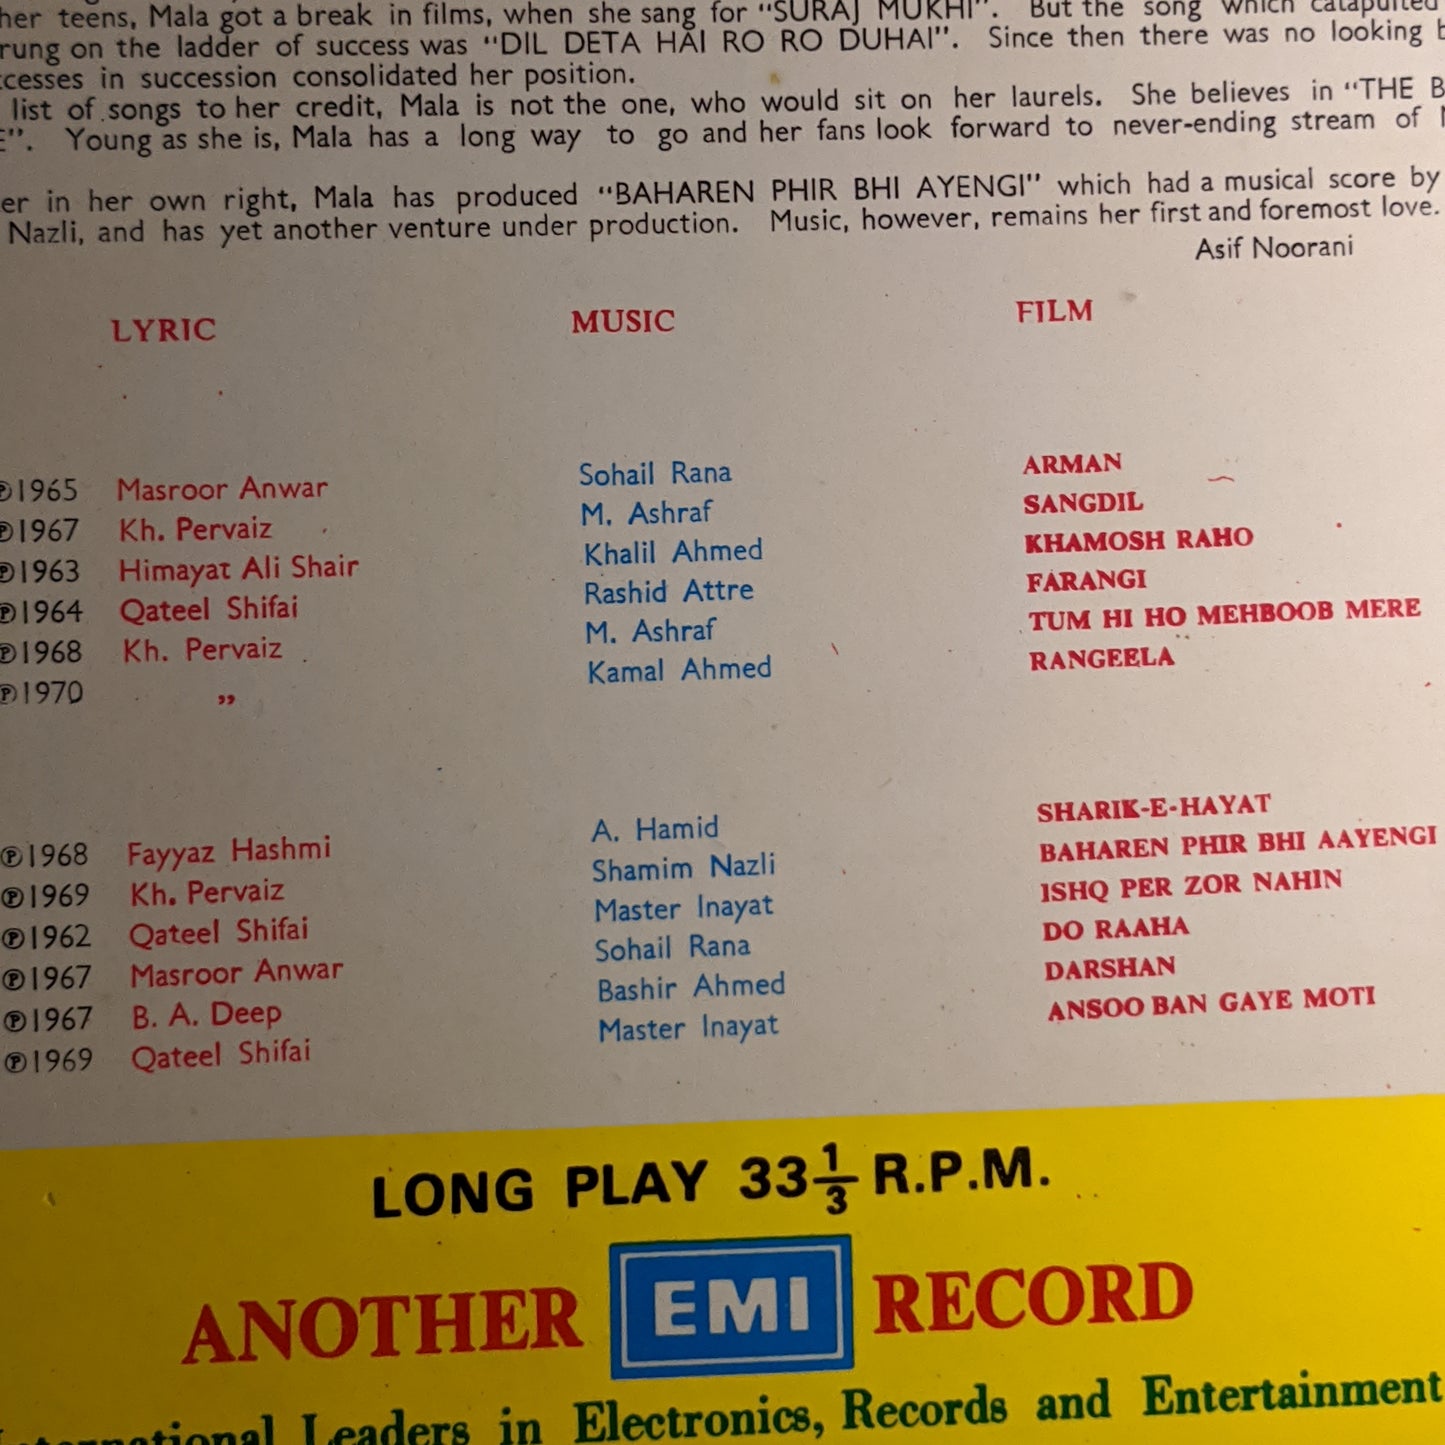 her teens, Mala got a break in films, when she sang for “SURAJ MUKHI”. But the song which catapulted
rung on the ladder of success was “DIL DETA HAI RO RO DUHAI”. Since then there was no looking
cesses in succession consolidated her position.
list of songs to her credit, Mala is not the one, who would sit on her laurels. She believes in “THE B
E”. Young as she is, Mala has a long way to go and her fans look forward to never-ending stream of
er in her own right, Mala has produced “BAHAREN PHIR BHI AYENGI” which had a musical score by
Nazli, and has yet another venture under production. Music, however, remains her first and foremost love.
Asif Noorani
LYRIC MUSIC FILM
℗1965 Masroor Anwar Sohail Rana ARMAN
℗1967 Kh. Pervaiz M. Ashraf SANGDIL
℗1963 Himayat Ali Shair Khalil Ahmed KHAMOSH RAHO
℗1964 Qateel Shifai Rashid Attre FARANGI
℗1968 Kh. Pervaiz M. Ashraf TUM HI HO MEHBOOB MERE
℗1970 ” Kamal Ahmed RANGEELA
℗1968 Fayyaz Hashmi A. Hamid SHARIK-E-HAYAT
℗1969 Kh. Pervaiz Shamim Nazli BAHAREN PHIR BHI AAYENGI
℗1962 Qateel Shifai Master Inayat ISHQ PER ZOR NAHIN
℗1967 Masroor Anwar Sohail Rana DO RAAHA
℗1967 B. A. Deep Bashir Ahmed DARSHAN
℗1969 Qateel Shifai Master Inayat ANSOO BAN GAYE MOTI
LONG PLAY 33⅓ R.P.M.
ANOTHER EMI RECORD
International Leaders in Electronics, Records and Entertainment